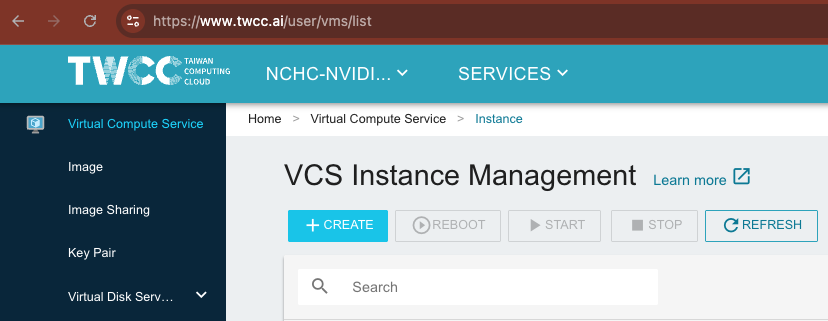 https://www.twcc.ai/user/vms/list
TWCC TAIWAN COMPUTING CLOUD
NCHC-NVIDI...
SERVICES
Virtual Compute Service
Image
Image Sharing
Key Pair
Virtual Disk Serv...
Home > Virtual Compute Service > Instance
VCS Instance Management Learn more
CREATE REBOOT START STOP REFRESH
Search